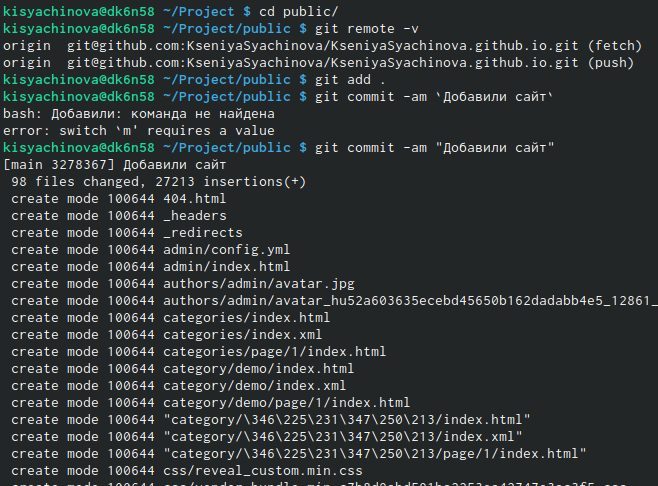 kisyachinova@dk6n58 ~/Project $ cd public/
kisyachinova@dk6n58 ~/Project/public $ git remote -v
origin  git@github.com:KseniyaSyachinova/KseniyaSyachinova.github.io.git (fetch)
origin  git@github.com:KseniyaSyachinova/KseniyaSyachinova.github.io.git (push)
kisyachinova@dk6n58 ~/Project/public $ git add .
kisyachinova@dk6n58 ~/Project/public $ git commit -am `Добавили сайт`
bash: Добавили: команда не найдена
error: switch `m' requires a value
kisyachinova@dk6n58 ~/Project/public $ git commit -am "Добавили сайт"
[main 3278367] Добавили сайт
 98 files changed, 27213 insertions(+)
 create mode 100644 404.html
 create mode 100644 _headers
 create mode 100644 _redirects
 create mode 100644 admin/config.yml
 create mode 100644 admin/index.html
 create mode 100644 authors/admin/avatar.jpg
 create mode 100644 authors/admin/avatar_hu52a603635ecebd45650b162dadabb4e5_12861_
 create mode 100644 categories/index.html
 create mode 100644 categories/index.xml
 create mode 100644 categories/page/1/index.html
 create mode 100644 category/demo/index.html
 create mode 100644 category/demo/index.xml
 create mode 100644 category/demo/page/1/index.html
 create mode 100644 "category/\346\225\231\347\250\213/index.html"
 create mode 100644 "category/\346\225\231\347\250\213/index.xml"
 create mode 100644 "category/\346\225\231\347\250\213/page/1/index.html"
 create mode 100644 css/reveal_custom.min.css